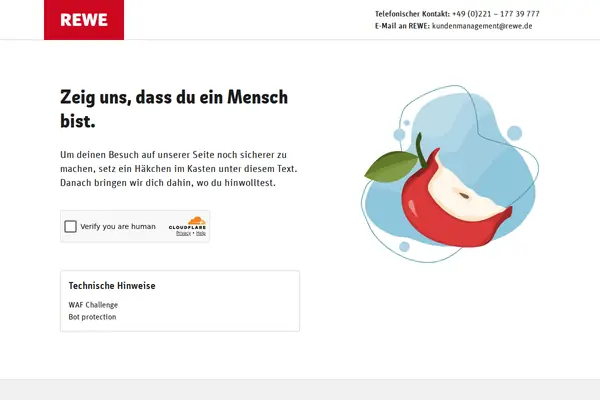 REWE
Telefonischer Kontakt: +49 (0)221 – 177 39 777
E-Mail an REWE: kundenmanagement@rewe.de
Zeig uns, dass du ein Mensch
bist.
Um deinen Besuch auf unserer Seite noch sicherer zu
machen, setz ein Häkchen im Kasten unter diesem Text.
Danach bringen wir dich dahin, wo du hinwolltest.
Verify you are human
CLOUDFLARE
Privacy • Help
Technische Hinweise
WAF Challenge
Bot protection